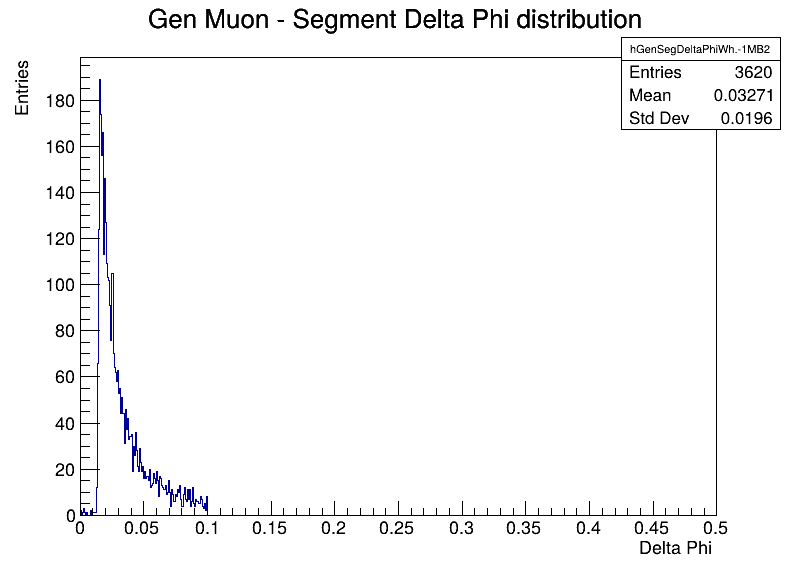 Gen Muon - Segment Delta Phi distribution
hGenSegDeltaPhiWh.-1MB2
Entries 3620
Mean 0.03271
Std Dev 0.0196
Entries
180
160
140
120
100
80
60
40
20
0
0 0.05 0.1 0.15 0.2 0.25 0.3 0.35 0.4 0.45 0.5
Delta Phi